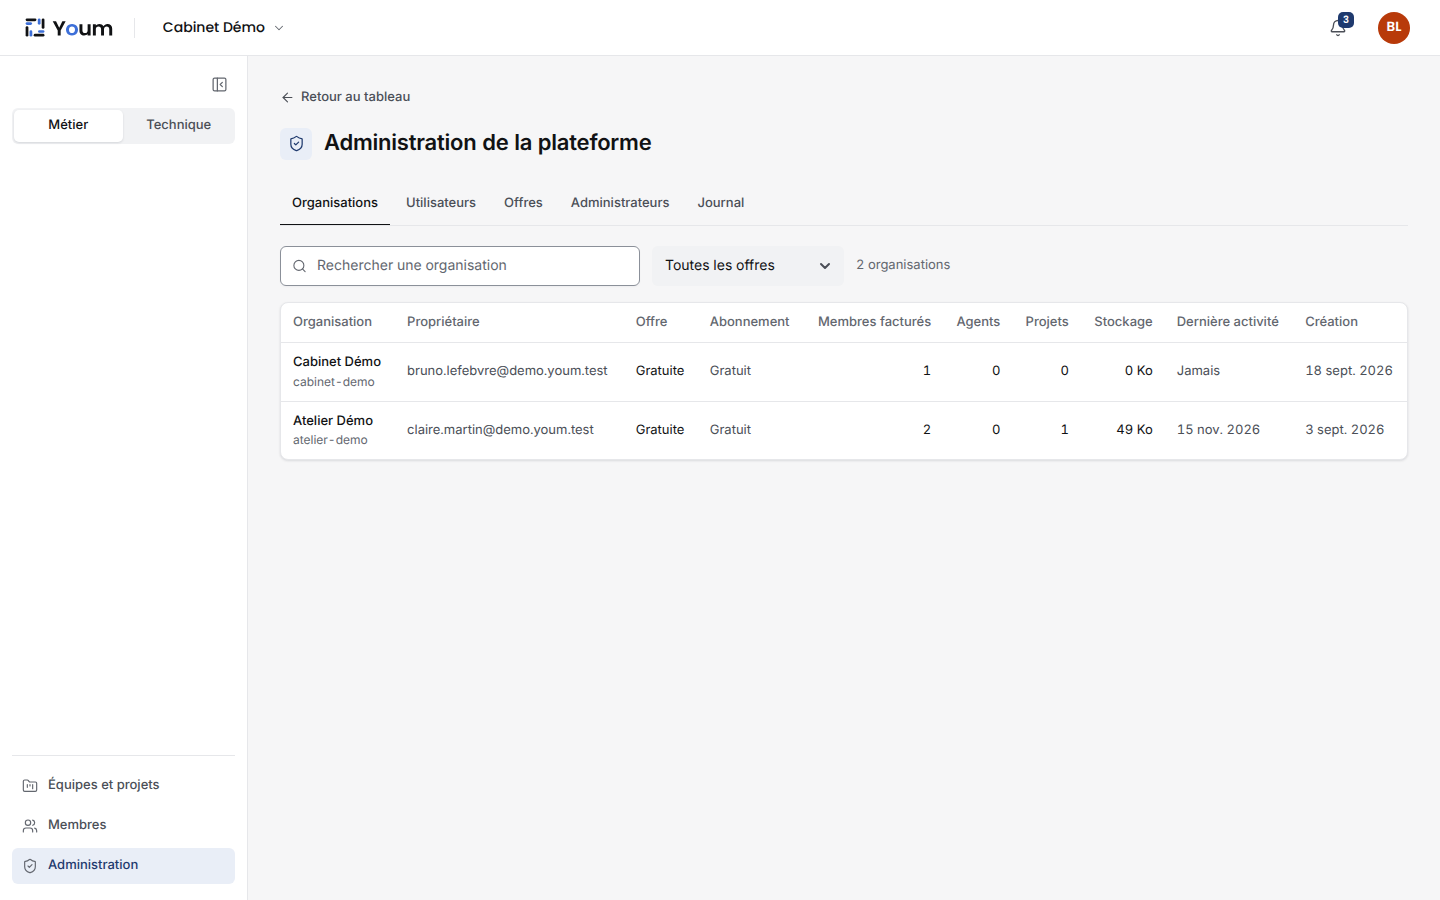 Youm
Cabinet Démo
3
BL
Métier
Technique
Retour au tableau
Administration de la plateforme
Organisations Utilisateurs Offres Administrateurs Journal
Rechercher une organisation
Toutes les offres
2 organisations
Organisation Propriétaire Offre Abonnement Membres facturés Agents Projets Stockage Dernière activité Création
Cabinet Démo
cabinet-demo
bruno.lefebvre@demo.youm.test Gratuite Gratuit 1 0 0 0 Ko Jamais 18 sept. 2026
Atelier Démo
atelier-demo
claire.martin@demo.youm.test Gratuite Gratuit 2 0 1 49 Ko 15 nov. 2026 3 sept. 2026
Équipes et projets
Membres
Administration